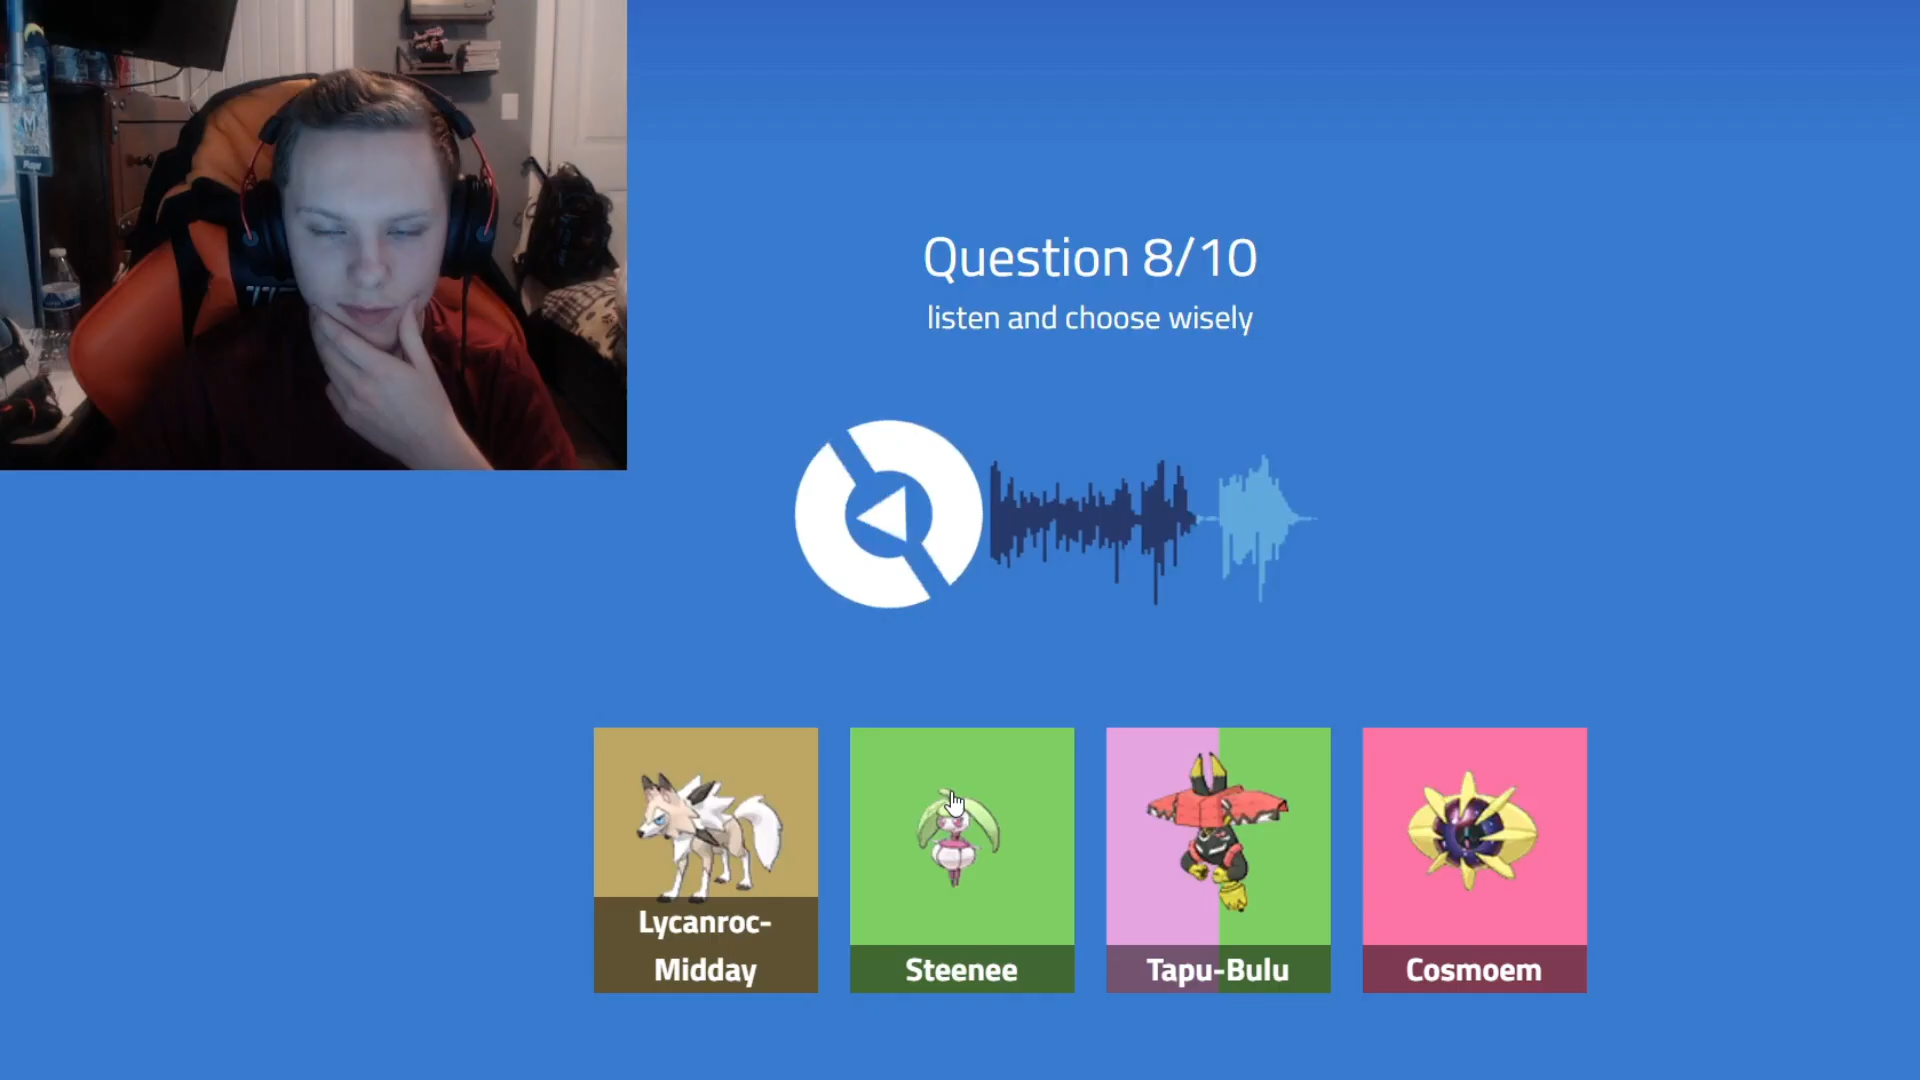 Question 8/10
listen and choose wisely
Lycanroc-
Midday
Steenee
Tapu-Bulu
Cosmoem